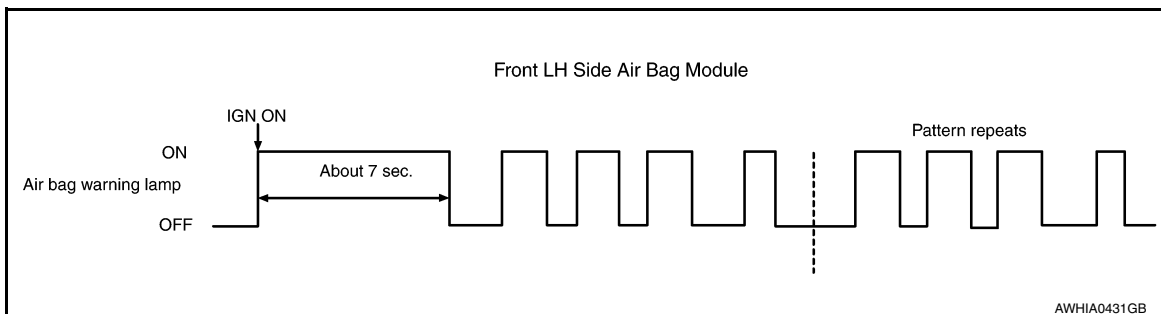 Front LH Side Air Bag Module
IGN ON
Pattern repeats
ON
About 7 sec.
Air bag warning lamp
OFF
AWHIA0431GB